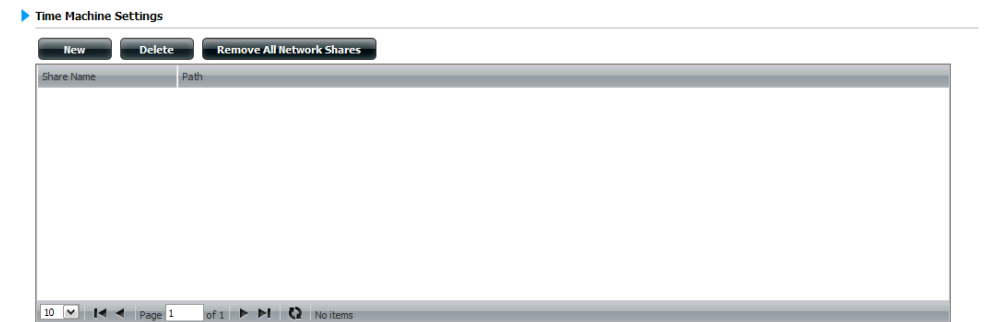 Time Machine Settings
New Delete Remove All Network Shares
Share Name Path
10 Page 1 of 1 No items